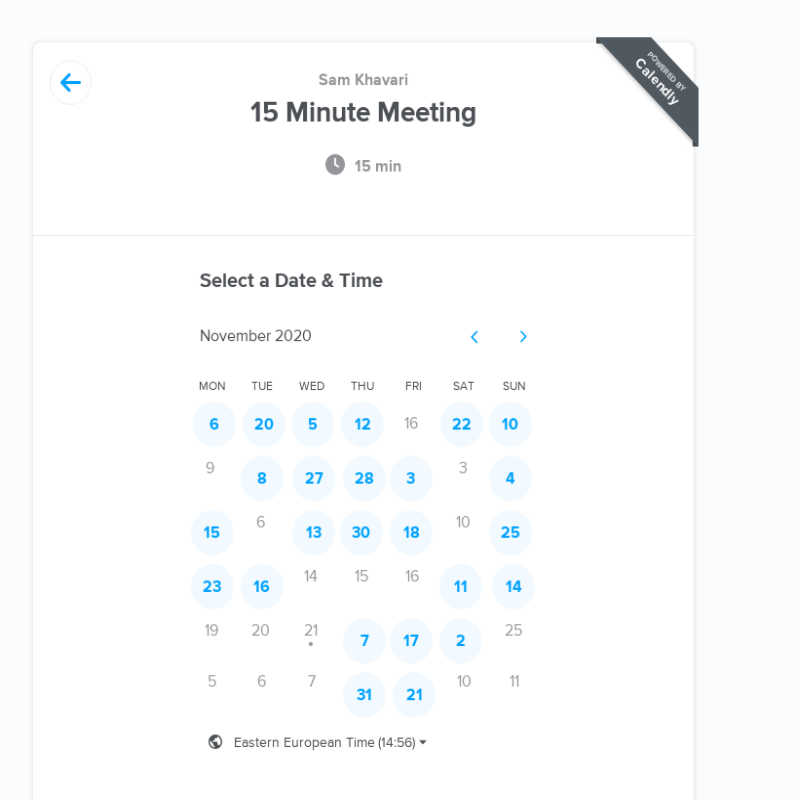 Sam Khavari
15 Minute Meeting
POWERED BY
Calendly
15 min
Select a Date & Time
November 2020
MON TUE WED THU FRI SAT SUN
6 20 5 12 16 22 10
9 8 27 28 3 3 4
15 6 13 30 18 10 25
23 16 14 15 16 11 14
19 20 21 7 17 2 25
5 6 7 31 21 10 11
Eastern European Time (14:56)